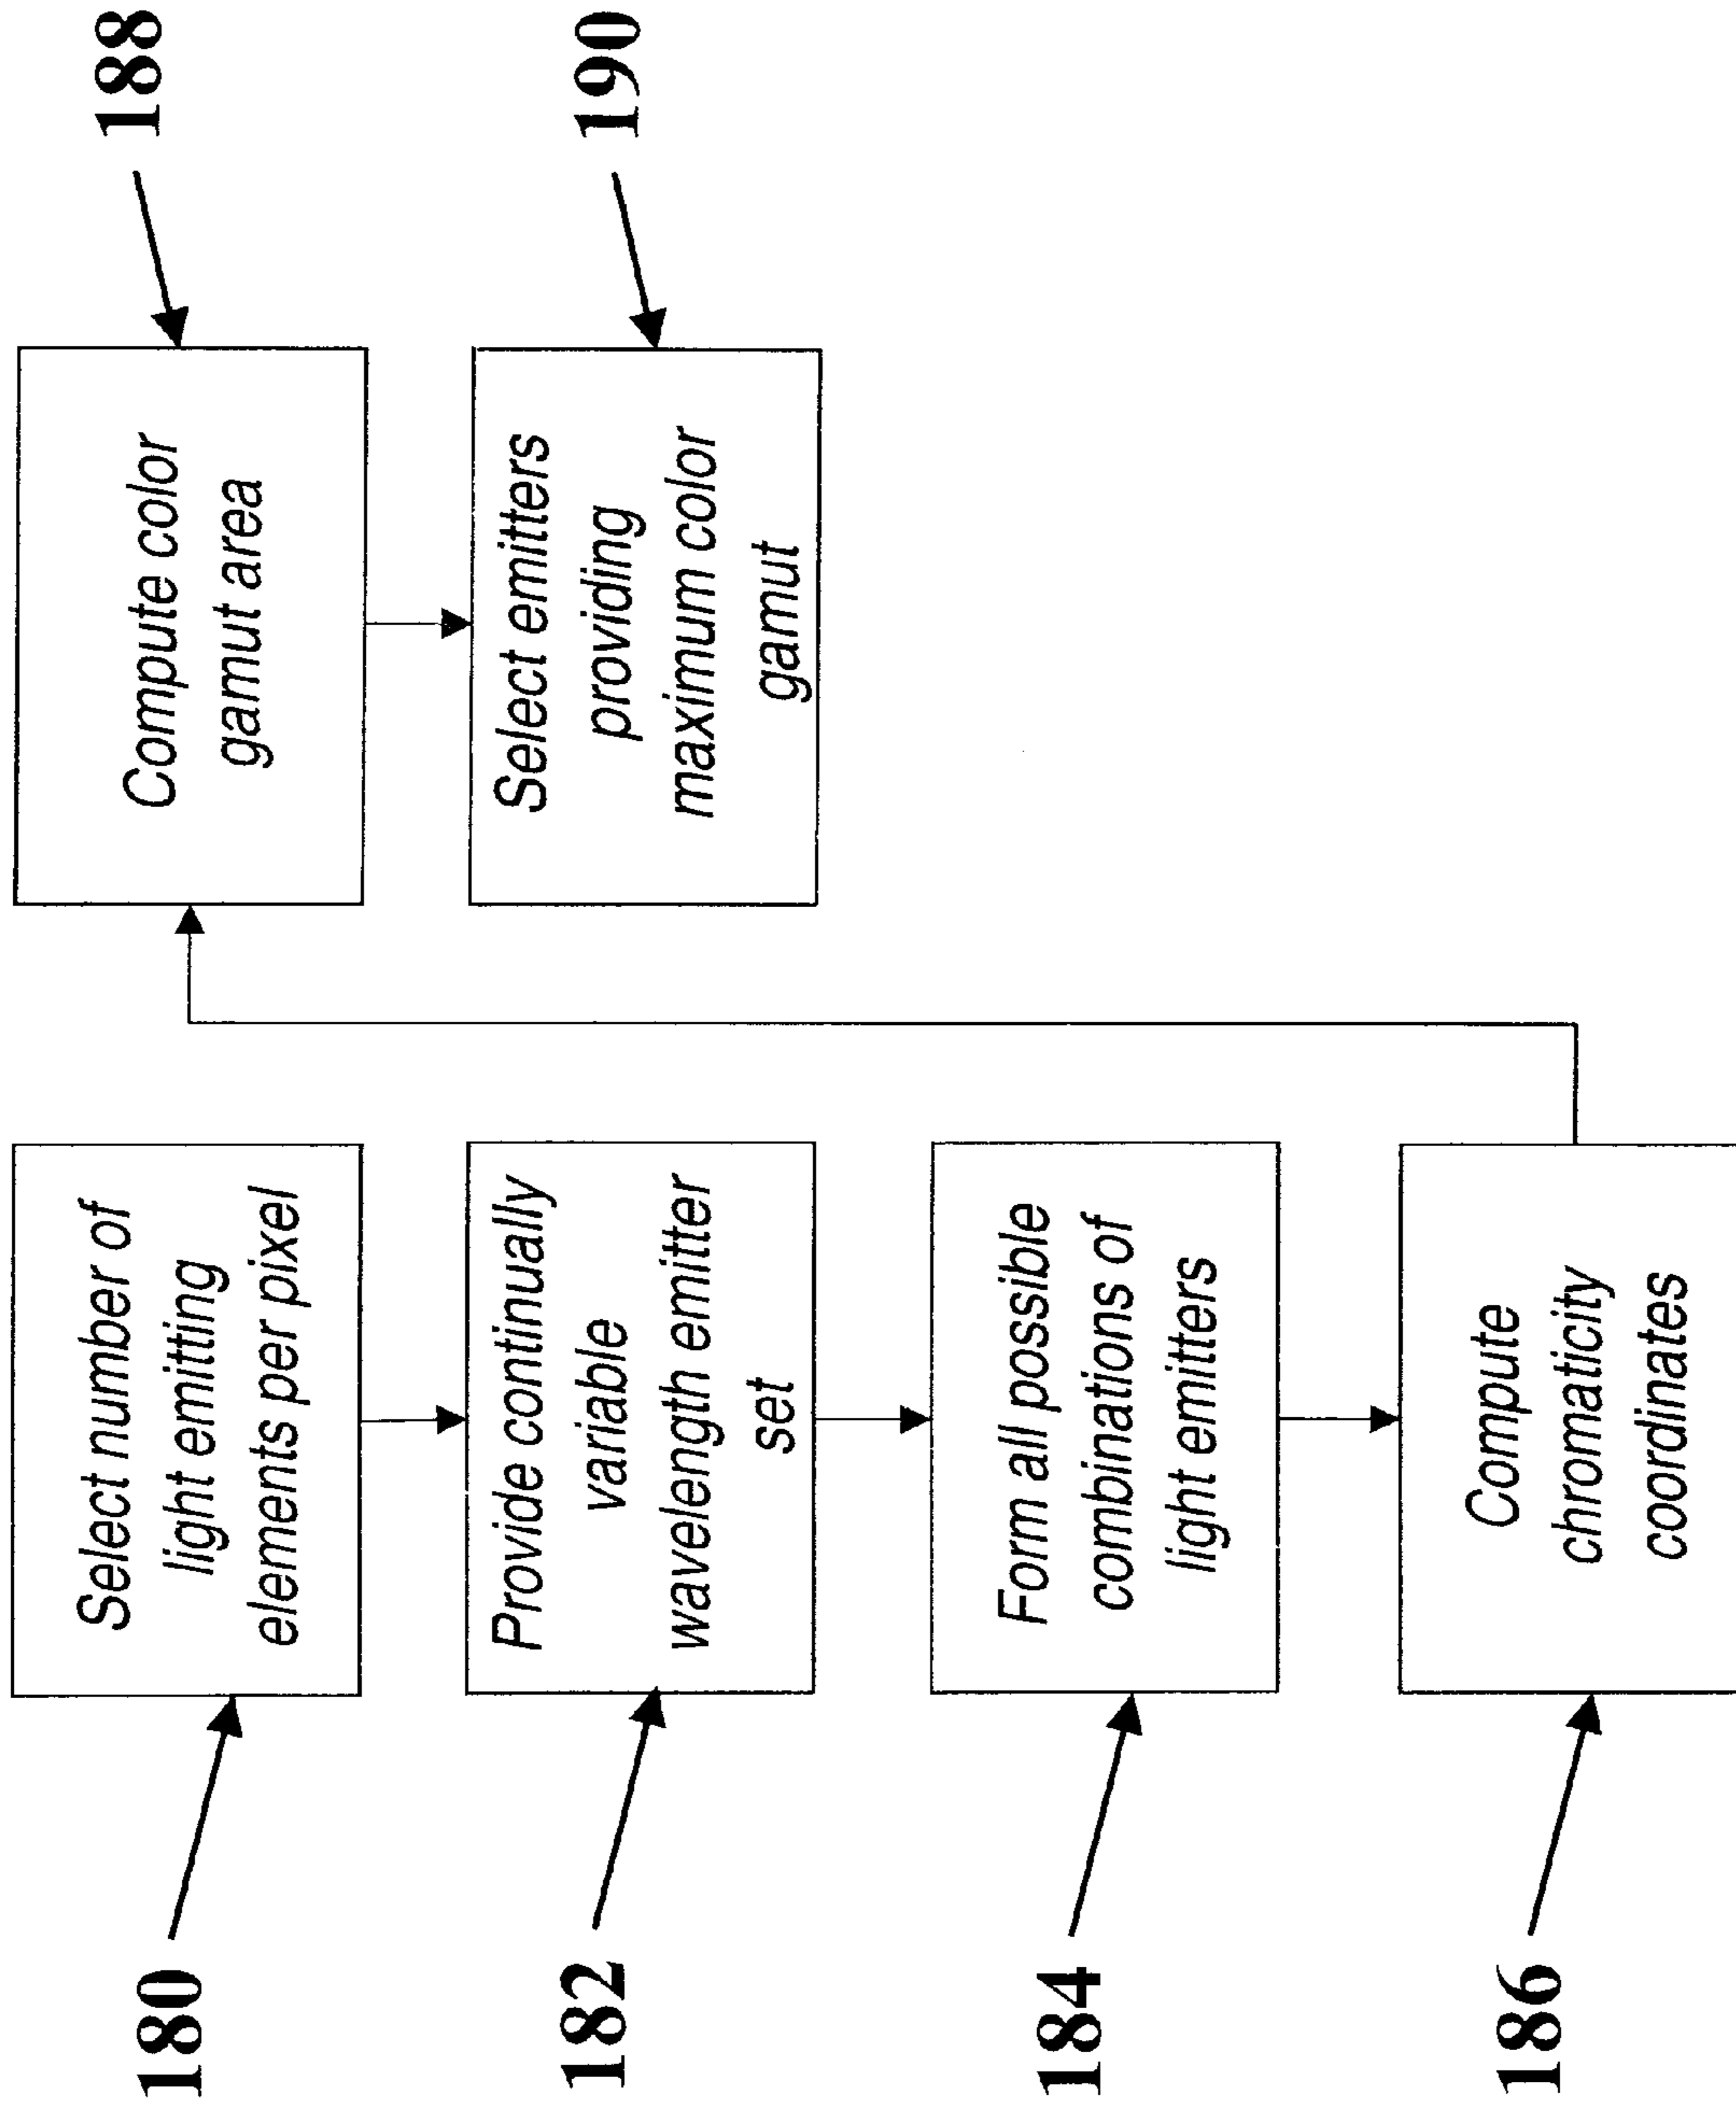 180
Select number of
light emitting
elements per pixel
182
Provide continually
variable
wavelength emitter
set
184
Form all possible
combinations of
light emitters
186
Compute
chromaticity
coordinates
Compute color
gamut area
188
Select emitters
providing
maximum color
gamut
190